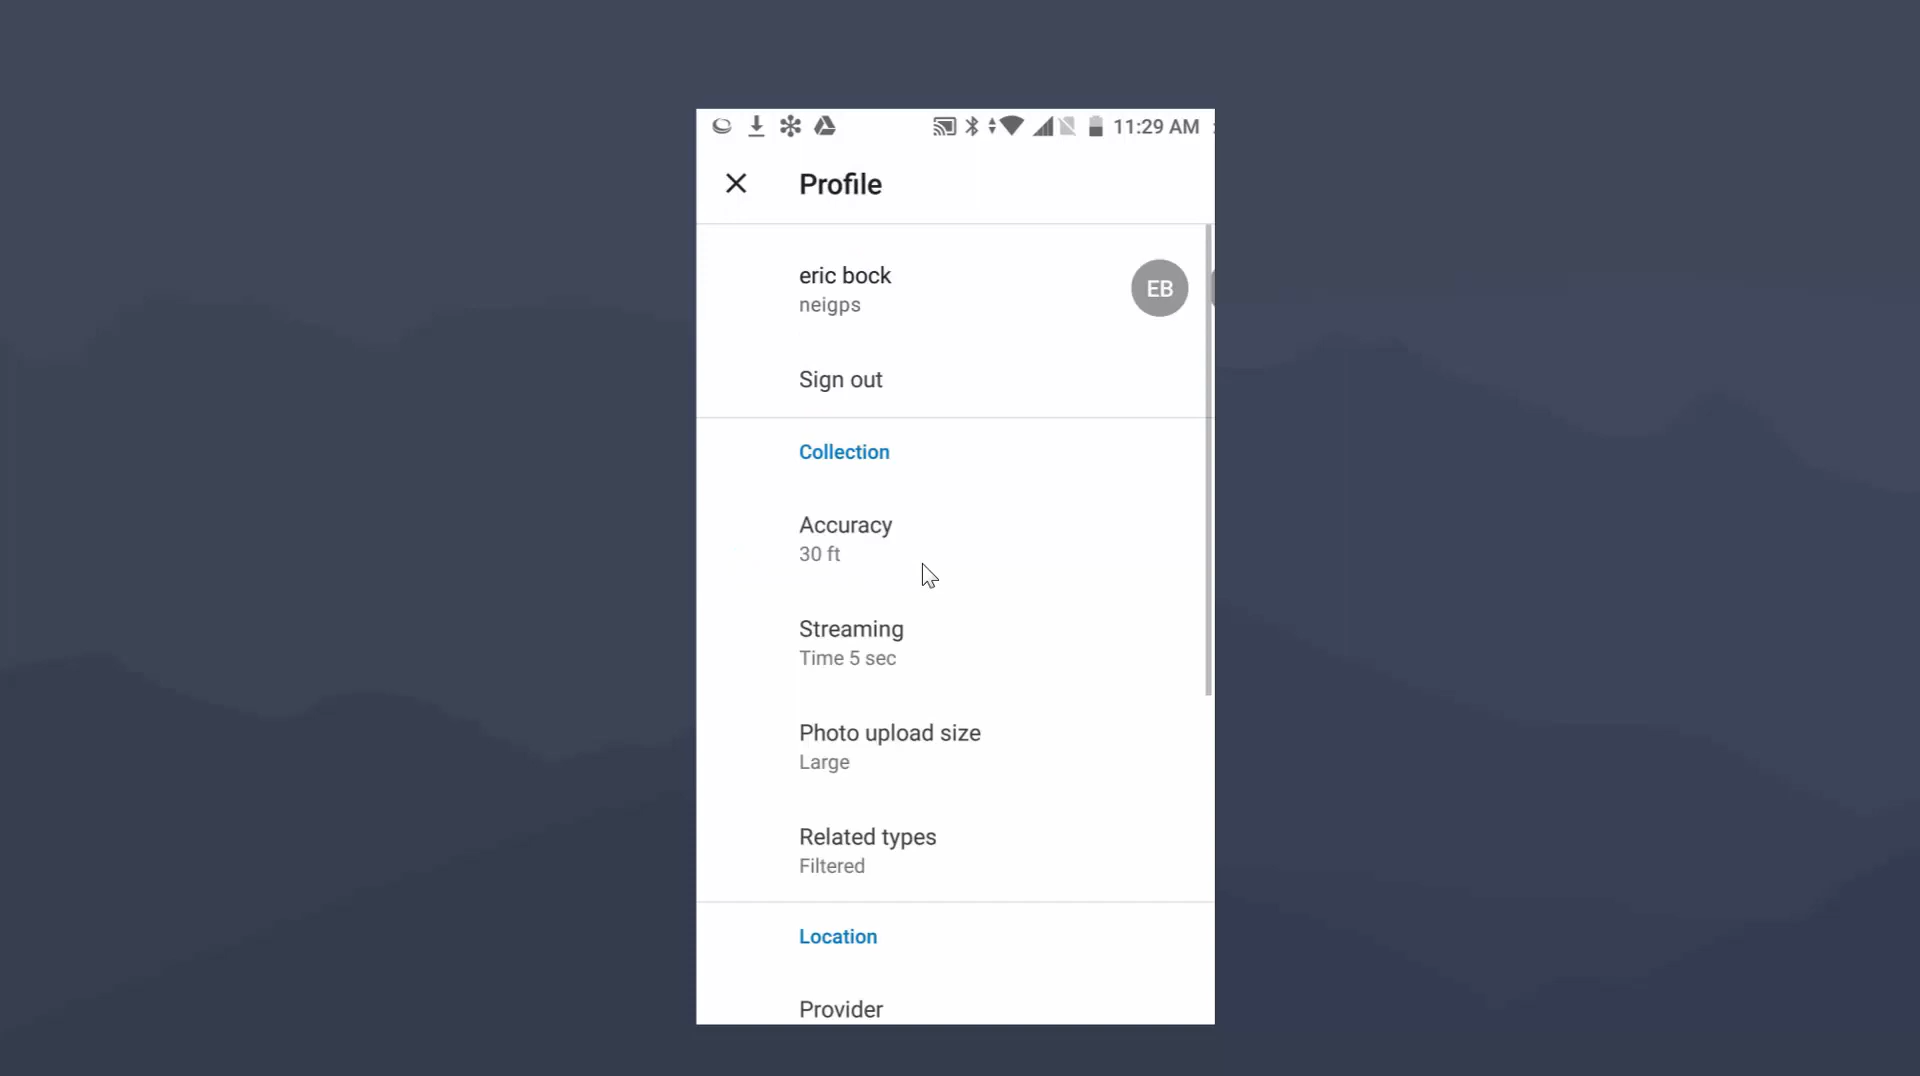 11:29 AM
Profile
eric bock
neigps
EB
Sign out
Collection
Accuracy
30 ft
Streaming
Time 5 sec
Photo upload size
Large
Related types
Filtered
Location
Provider